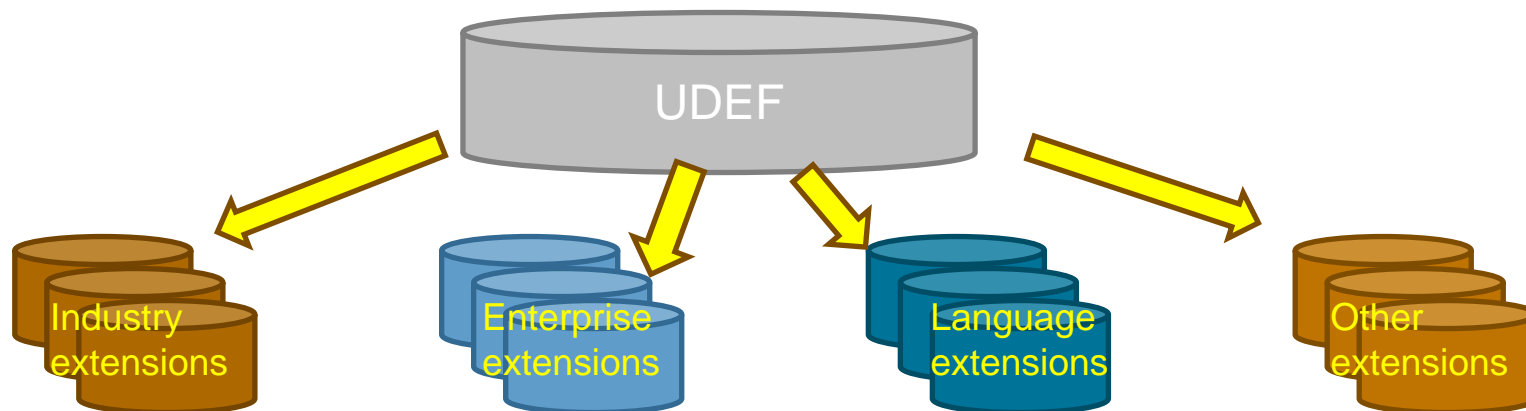 UDEF
Industry
extensions
Enterprise
extensions
Language
extensions
Other
extensions